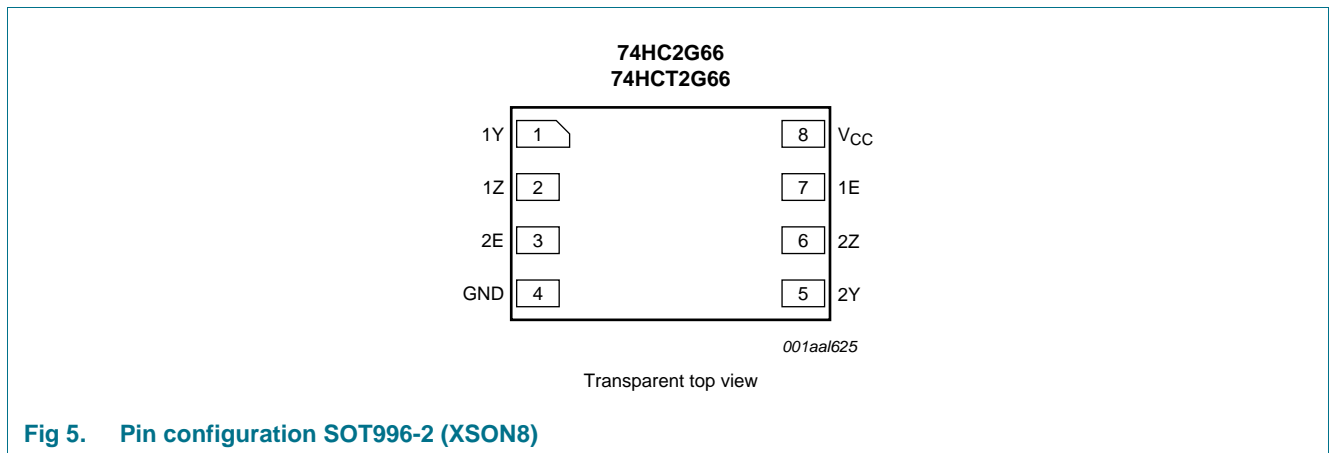 74HC2G66
74HCT2G66
1Y 1 8 VCC
1Z 2 7 1E
2E 3 6 2Z
GND 4 5 2Y
001aal625
Transparent top view
Fig 5. Pin configuration SOT996-2 (XSON8)